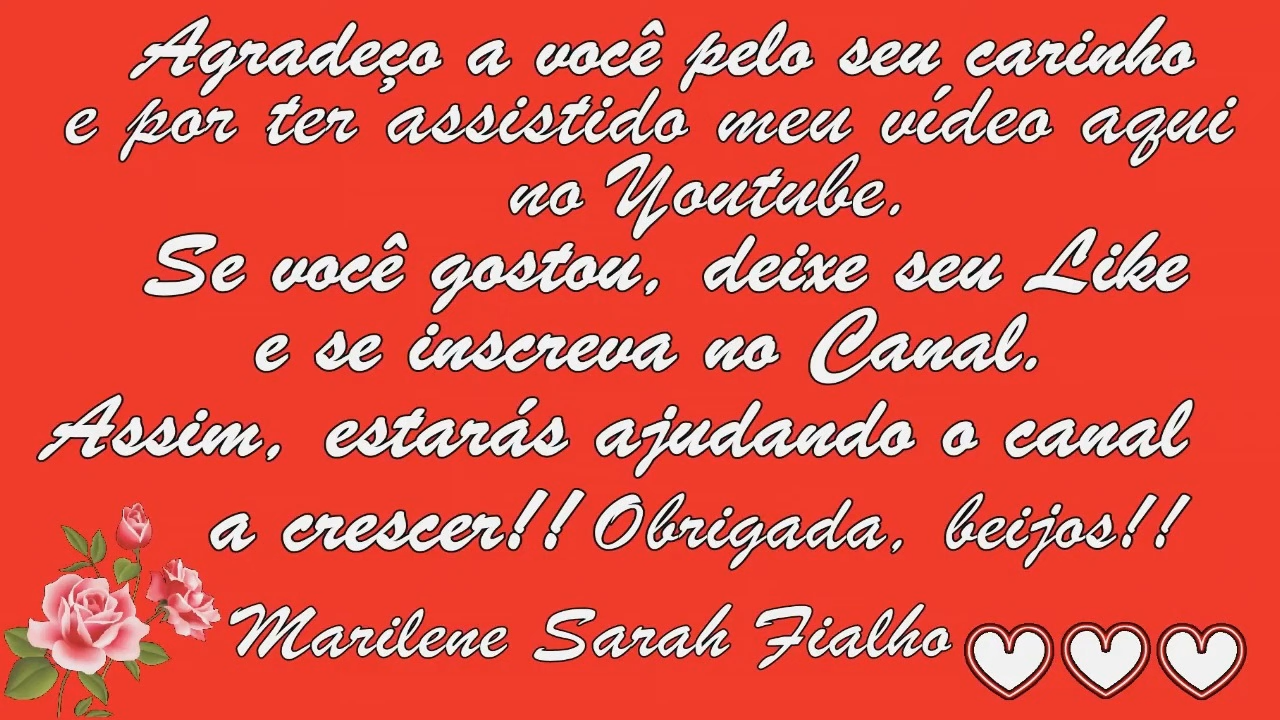 Agradeço a você pelo seu carinho
e por ter assistido meu vídeo aqui
no Youtube.
Se você gostou, deixe seu Like
e se inscreva no Canal.
Assim, estarás ajudando o canal
a crescer!! Obrigada, beijos!!
Marilene Sarah Fialho